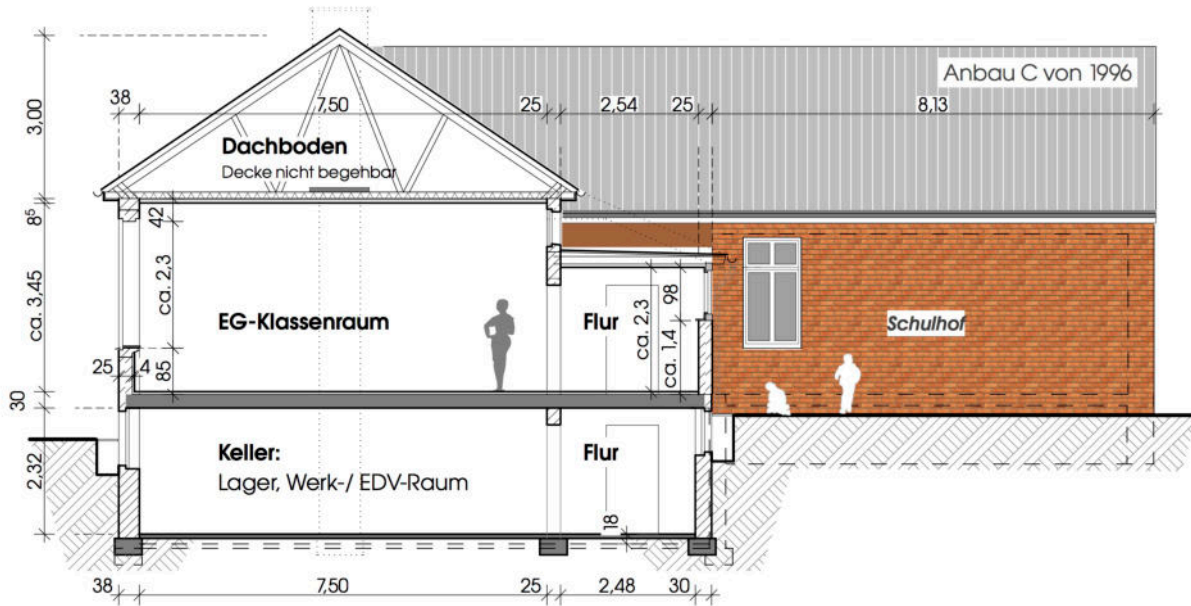 Anbau C von 1996
38
7,50
25
2,54
25
8,13
3,00
Dachboden
Decke nicht begehbar
8⁵
42
ca. 2,3
ca. 3,45
EG-Klassenraum
Flur
ca. 2,3
98
ca. 1,4
Schulhof
25
4
85
30
Keller:
Lager, Werk-/ EDV-Raum
Flur
2,32
18
38
7,50
25
2,48
30